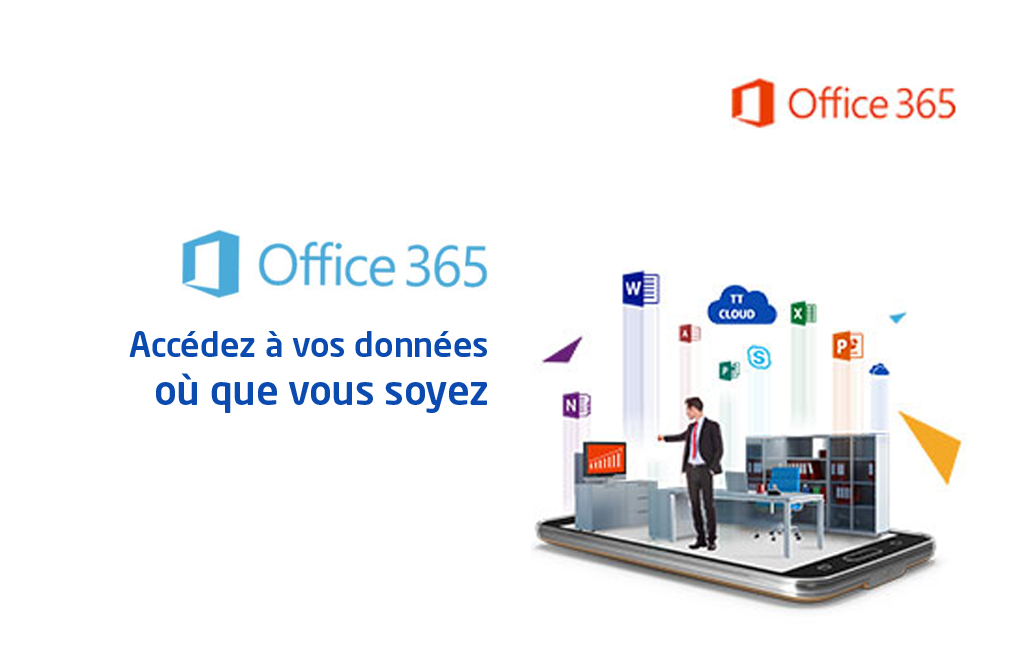 Office 365
Office 365
Accédez à vos données
où que vous soyez
W
TT
CLOUD
A
X
P
S
P
N